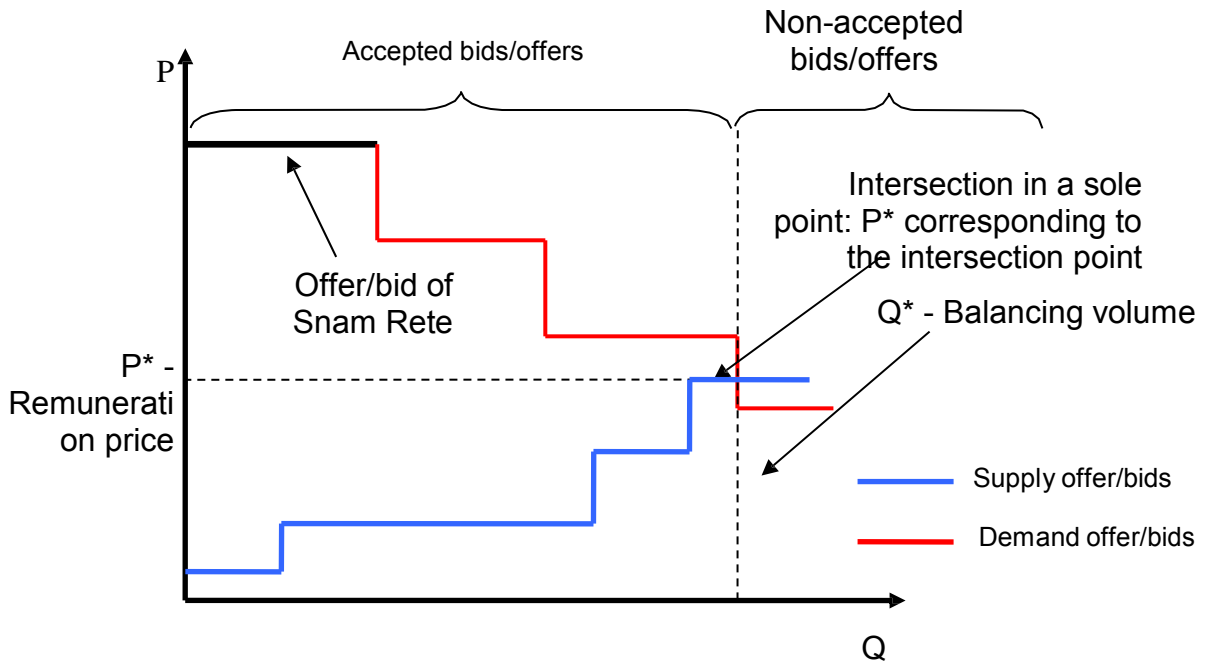 Accepted bids/offers
Non-accepted
bids/offers
P
Intersection in a sole
point: P* corresponding to
the intersection point
Offer/bid of
Snam Rete
Q* - Balancing volume
P* -
Remunerati
on price
Supply offer/bids
Demand offer/bids
Q